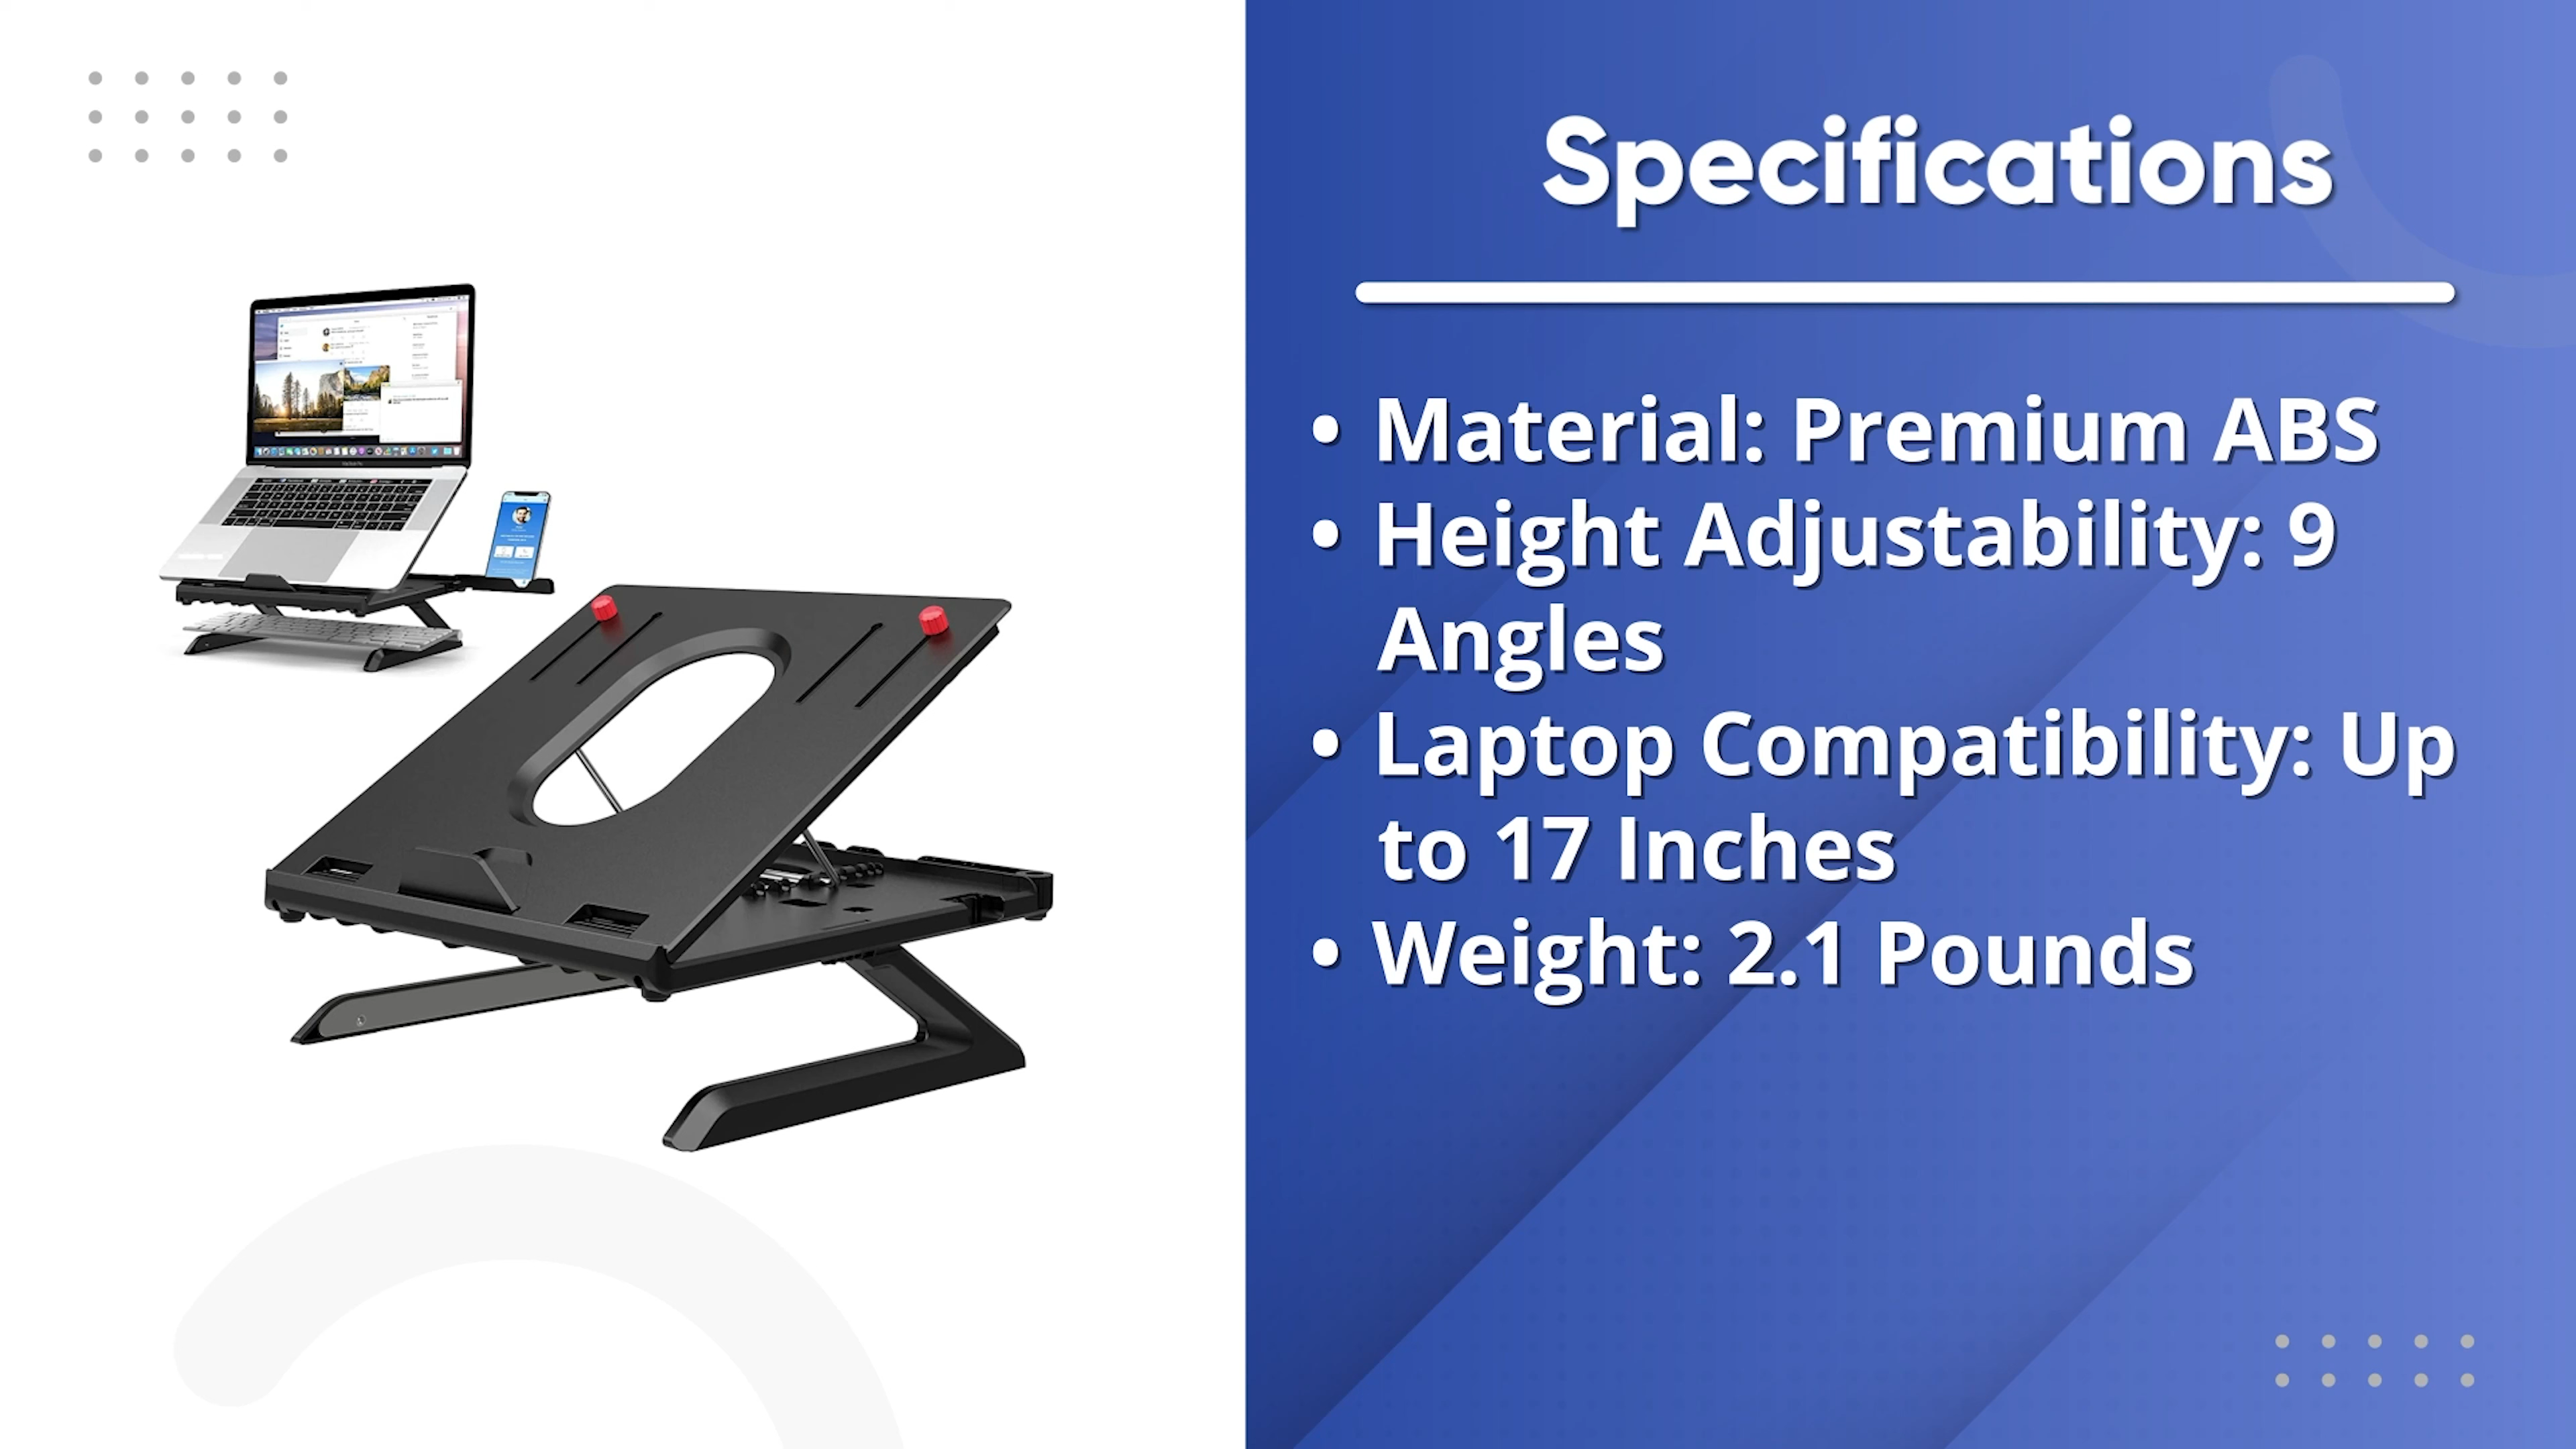 Specifications
• Material: Premium ABS
• Height Adjustability: 9
Angles
• Laptop Compatibility: Up
to 17 Inches
• Weight: 2.1 Pounds